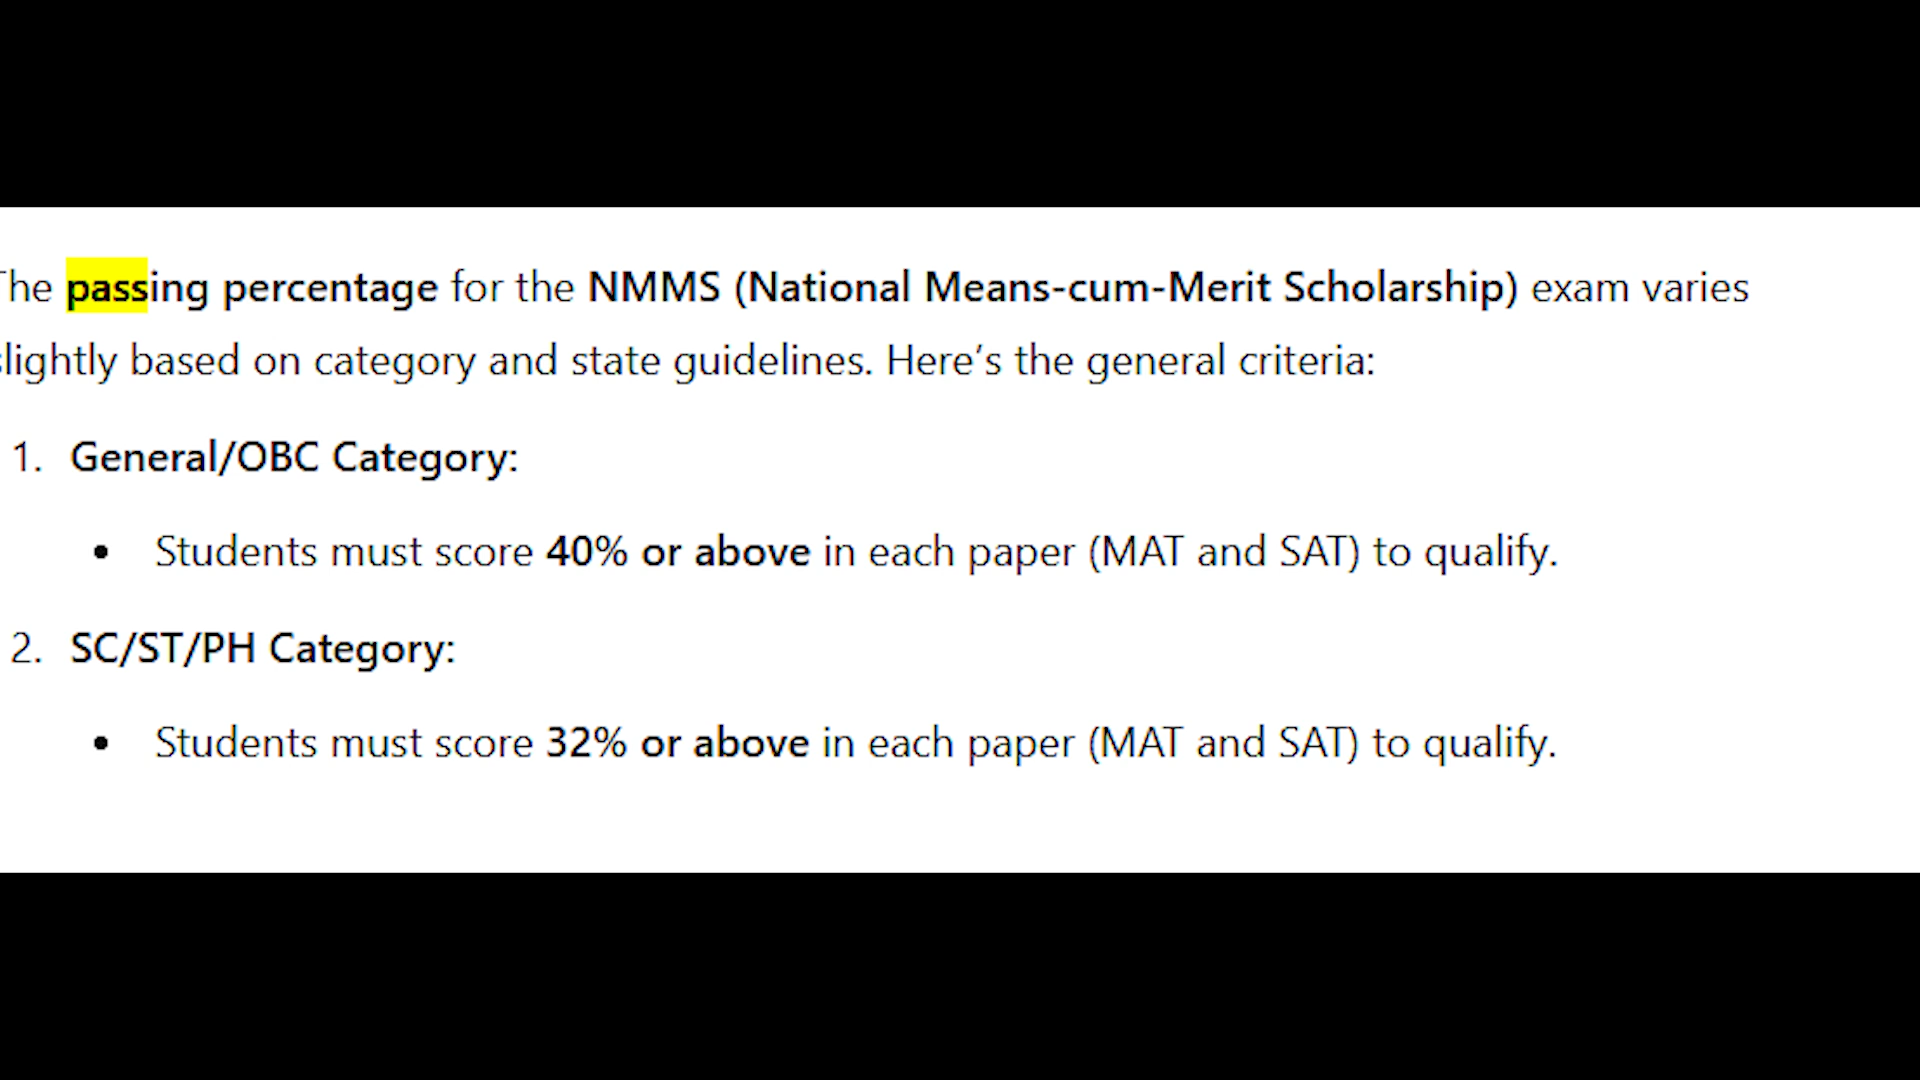 The passing percentage for the NMMS (National Means-cum-Merit Scholarship) exam varies
slightly based on category and state guidelines. Here’s the general criteria:
1. General/OBC Category:
• Students must score 40% or above in each paper (MAT and SAT) to qualify.
2. SC/ST/PH Category:
• Students must score 32% or above in each paper (MAT and SAT) to qualify.